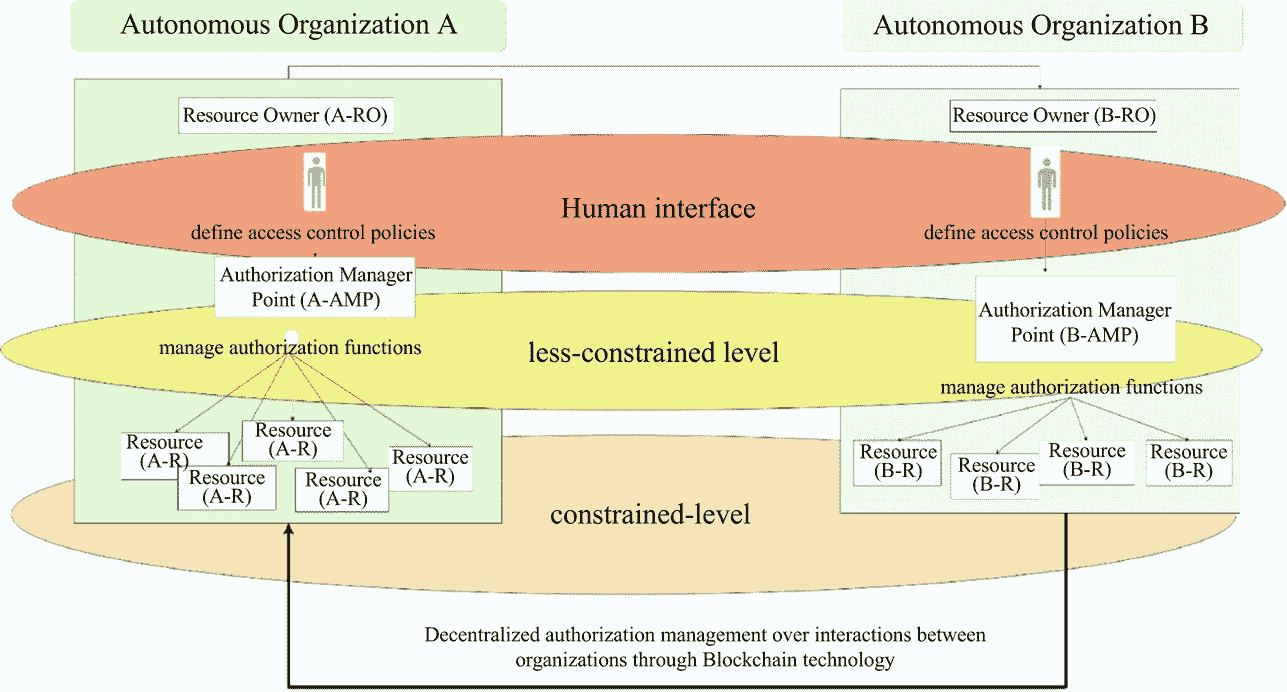 Autonomous Organization A
Autonomous Organization B
Resource Owner (A-RO)
Resource Owner (B-RO)
Human interface
define access control policies
define access control policies
Authorization Manager
Point (A-AMP)
Authorization Manager
Point (B-AMP)
manage authorization functions
less-constrained level
manage authorization functions
Resource
(A-R)
Resource
(A-R)
Resource
(A-R)
Resource
(A-R)
Resource
(A-R)
Resource
(B-R)
Resource
(B-R)
Resource
(B-R)
Resource
(B-R)
constrained-level
Decentralized authorization management over interactions between
organizations through Blockchain technology